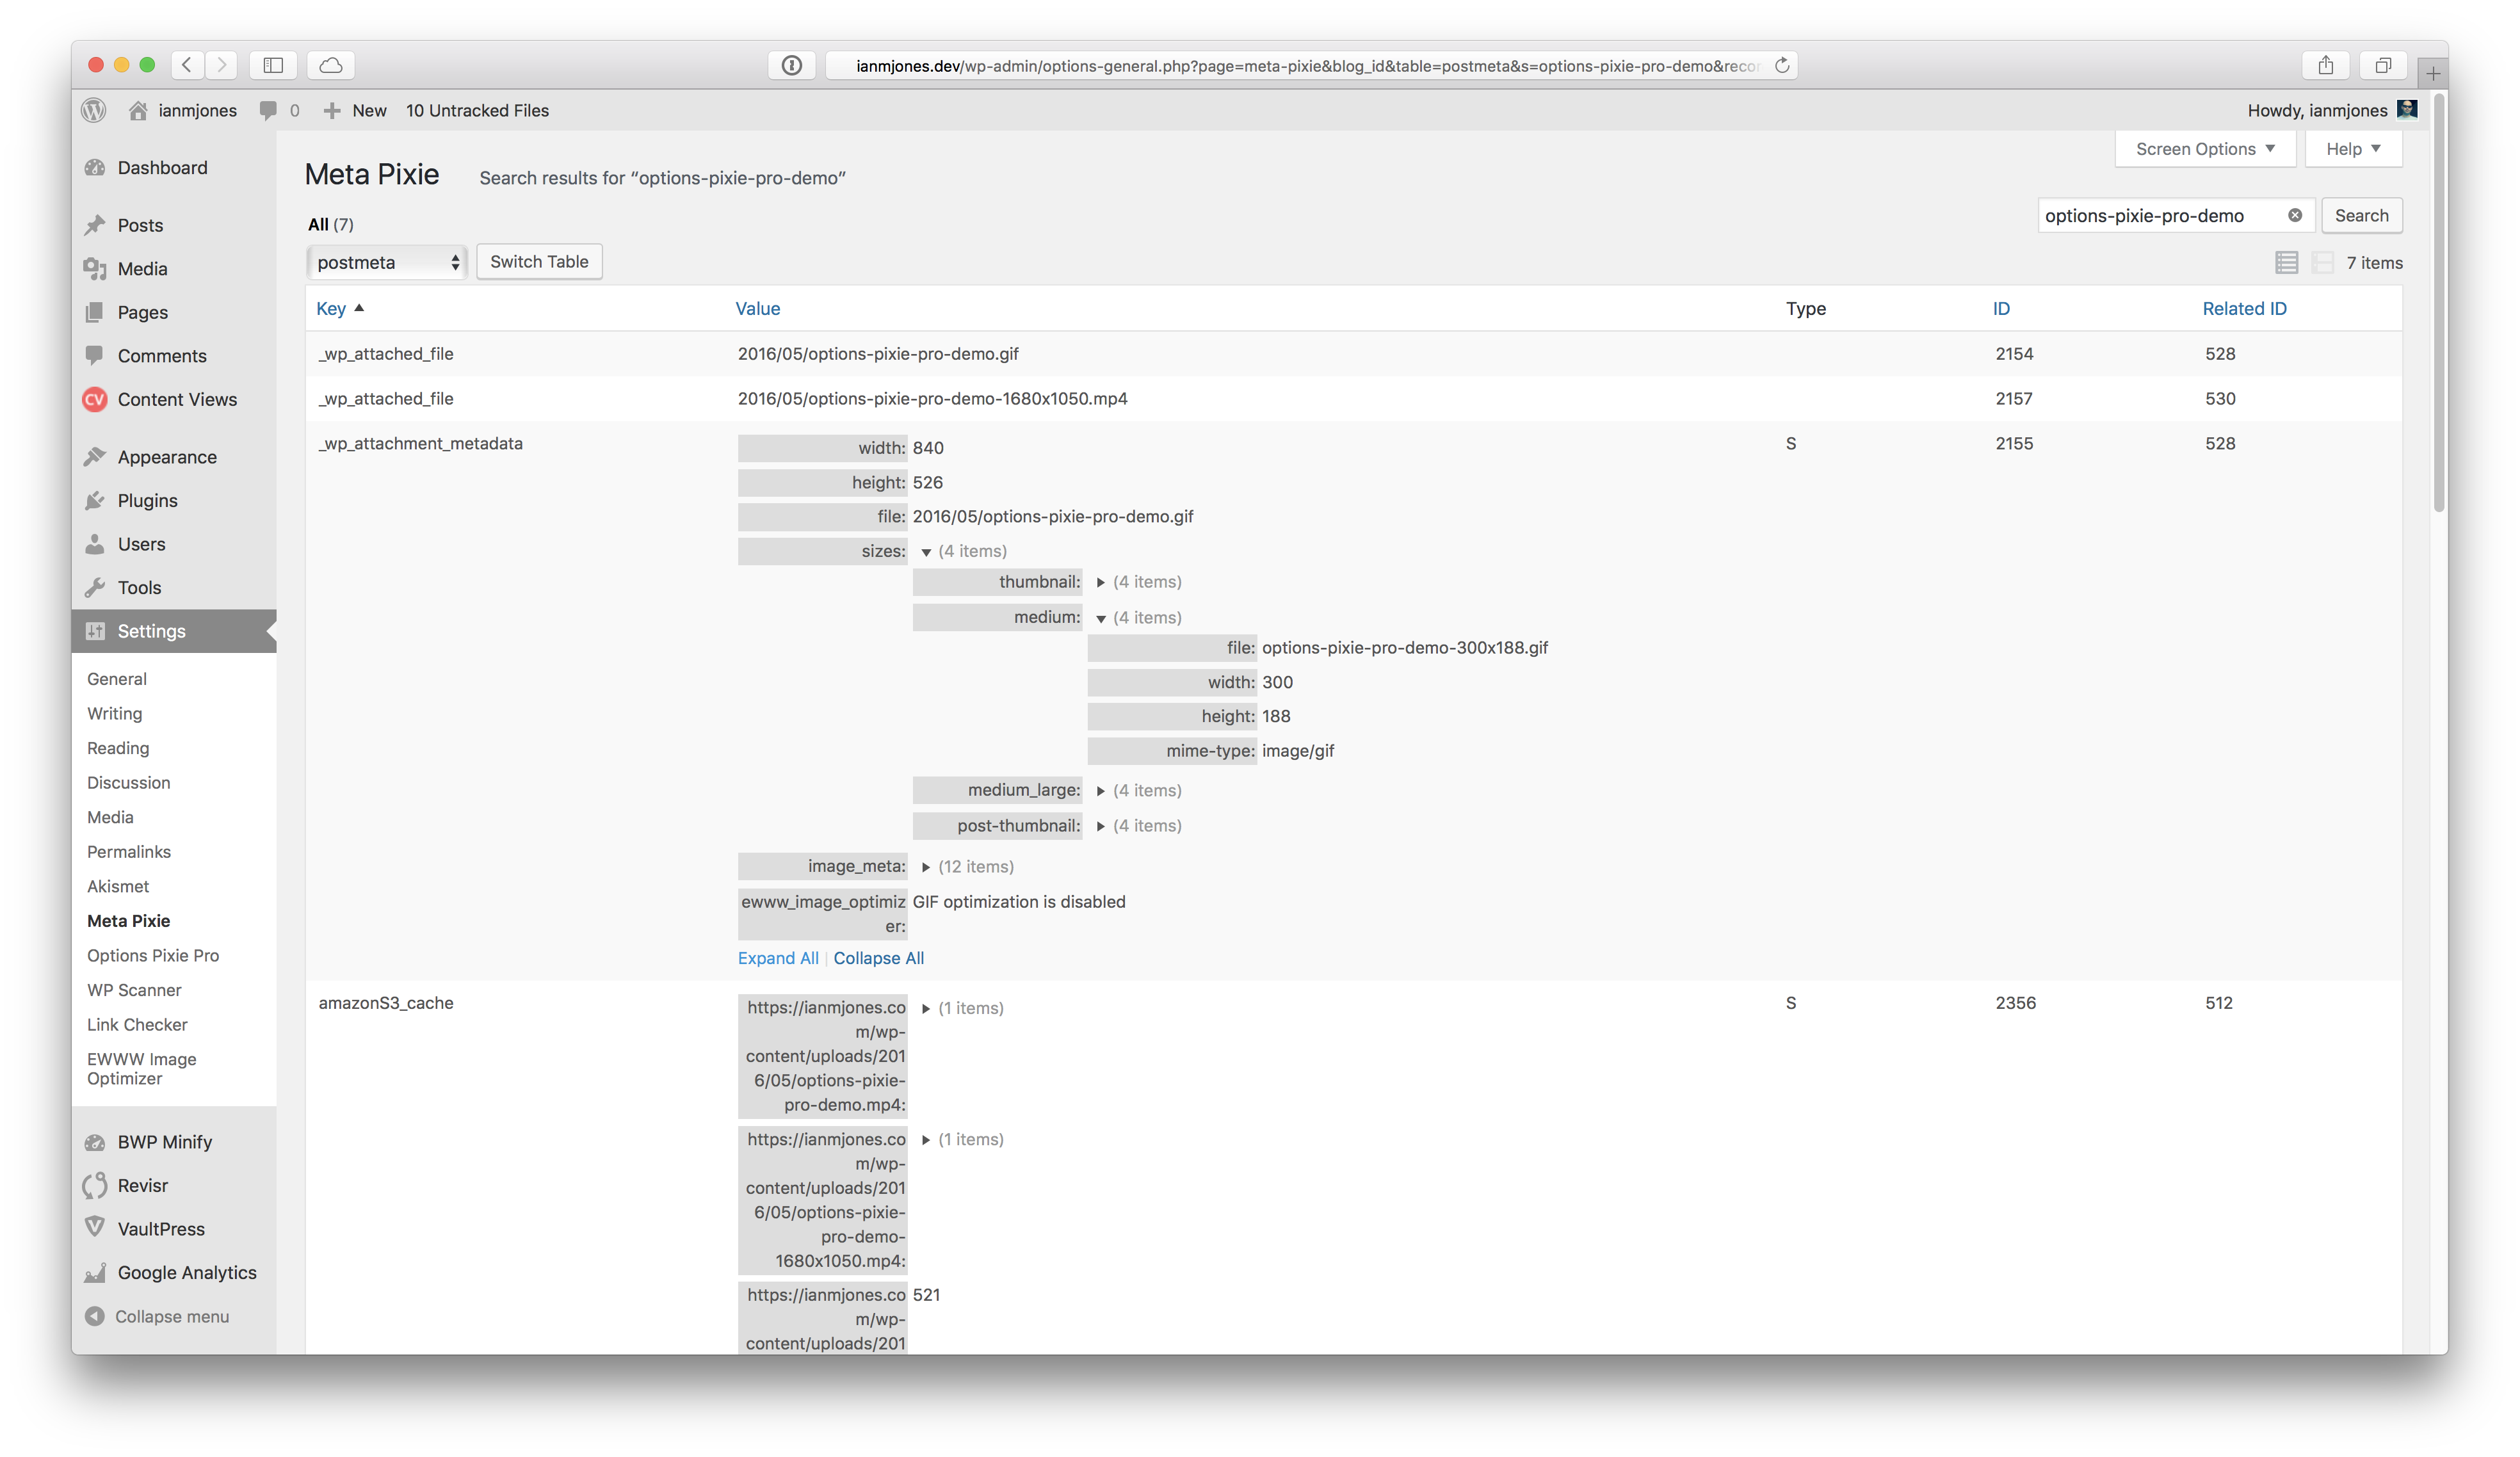 ianmjones.dev/wp-admin/options-general.php?page=meta-pixie&blog_id&table=postmeta&s=options-pixie-pro-demo&reco
ianmjones 0 New 10 Untracked Files Howdy, ianmjones
Screen Options Help
Dashboard
Posts
Media
Pages
Comments
CV Content Views
Appearance
Plugins
Users
Tools
Settings
General
Writing
Reading
Discussion
Media
Permalinks
Akismet
Meta Pixie
Options Pixie Pro
WP Scanner
Link Checker
EWWW Image
Optimizer
BWP Minify
Revisr
VaultPress
Google Analytics
Collapse menu
Meta Pixie Search results for “options-pixie-pro-demo”
All (7)
options-pixie-pro-demo Search
postmeta Switch Table 7 items
Key Value Type ID Related ID
_wp_attached_file 2016/05/options-pixie-pro-demo.gif 2154 528
_wp_attached_file 2016/05/options-pixie-pro-demo-1680x1050.mp4 2157 530
_wp_attachment_metadata width: 840 S 2155 528
height: 526
file: 2016/05/options-pixie-pro-demo.gif
sizes: (4 items)
thumbnail: (4 items)
medium: (4 items)
file: options-pixie-pro-demo-300x188.gif
width: 300
height: 188
mime-type: image/gif
medium_large: (4 items)
post-thumbnail: (4 items)
image_meta: (12 items)
ewww_image_optimiz GIF optimization is disabled
er:
Expand All | Collapse All
amazonS3_cache https://ianmjones.co (1 items) S 2356 512
m/wp-
content/uploads/201
6/05/options-pixie-
pro-demo.mp4:
https://ianmjones.co (1 items)
m/wp-
content/uploads/201
6/05/options-pixie-
pro-demo-
1680x1050.mp4:
https://ianmjones.co 521
m/wp-
content/uploads/201